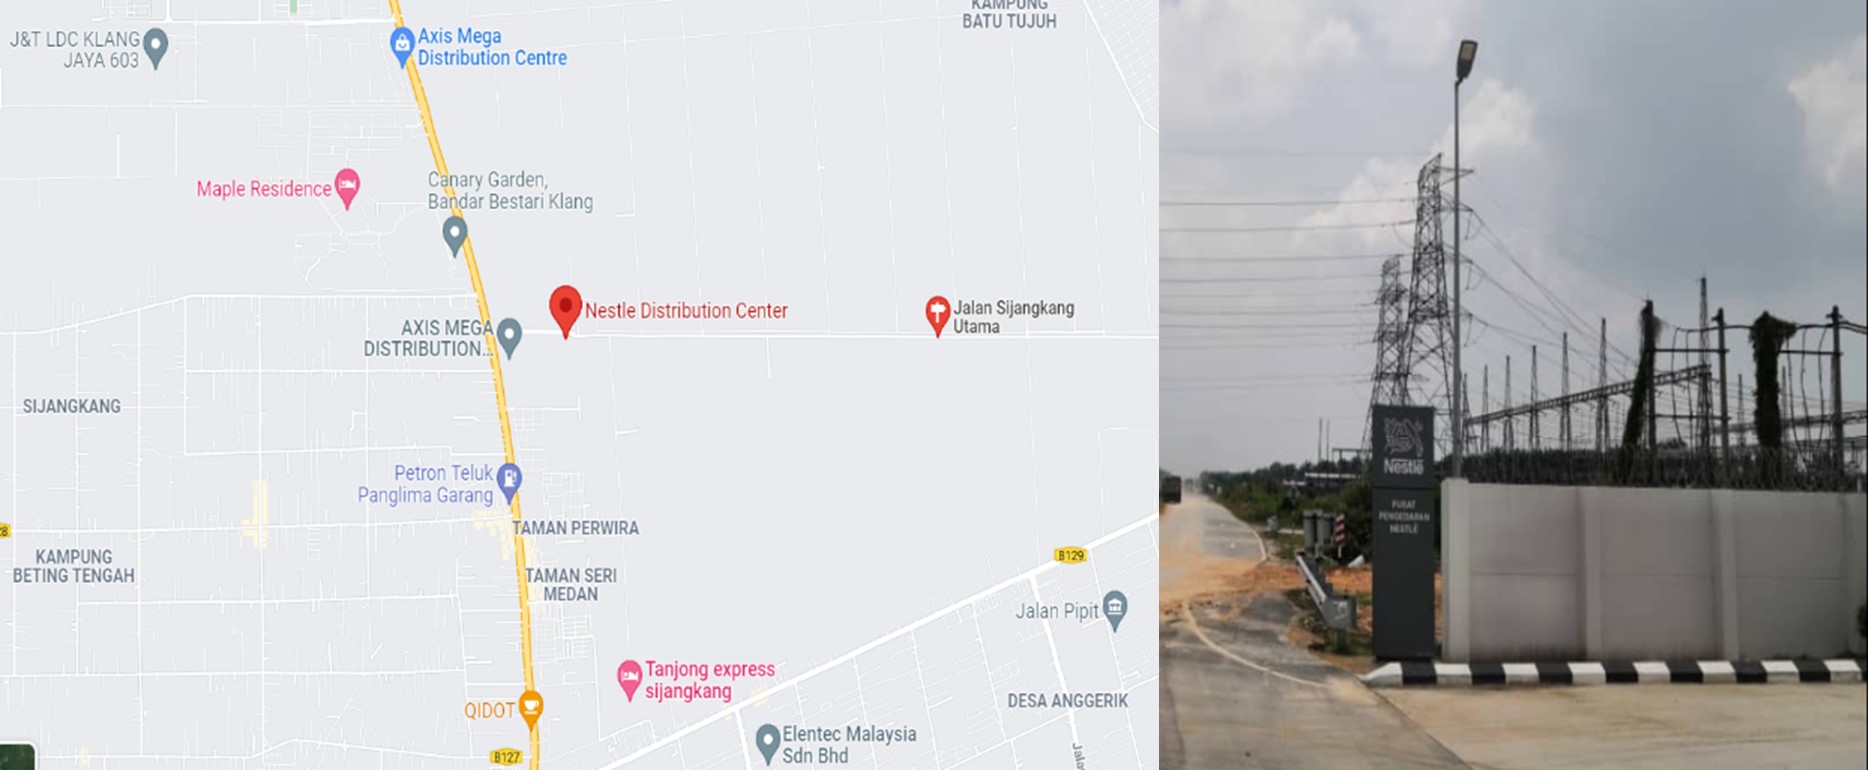 KAMPUNG
BATU TUJUH
J&T LDC KLANG
JAYA 603
Axis Mega
Distribution Centre
Maple Residence
Canary Garden,
Bandar Bestari Klang
Nestle Distribution Center
Jalan Sijangkang
Utama
AXIS MEGA
DISTRIBUTION...
SIJANGKANG
Petron Teluk
Panglima Garang
TAMAN PERWIRA
KAMPUNG
BETING TENGAH
TAMAN SERI
MEDAN
B129
Jalan Pipit
Tanjong express
sijangkang
DESA ANGGERIK
QIDOT
Elentec Malaysia
Sdn Bhd
B127
Nestlé
PUSAT
PENGEDARAN
NESTLÉ